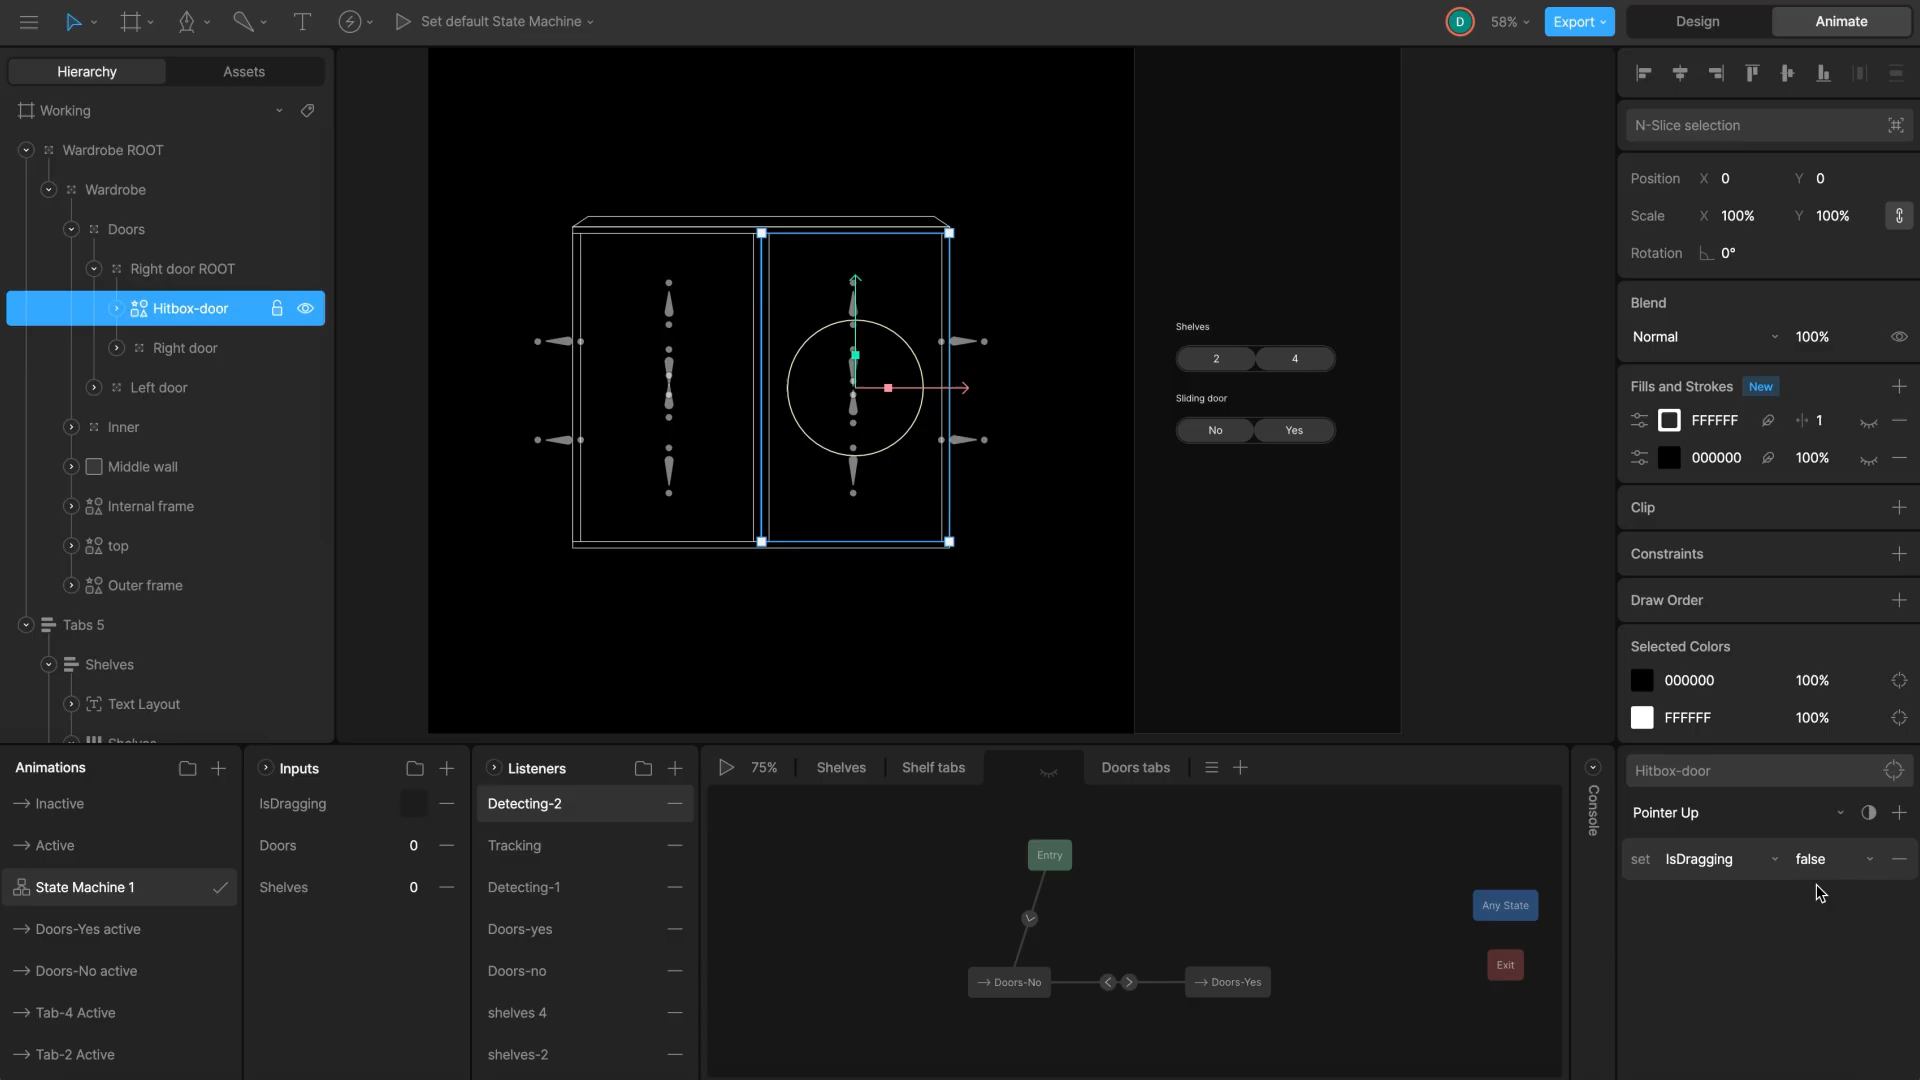 Set default State Machine
D
58%
Export
Design
Animate
Hierarchy
Assets
Working
Wardrobe ROOT
Wardrobe
Doors
Right door ROOT
Hitbox-door
Right door
Left door
Inner
Middle wall
Internal frame
top
Outer frame
Tabs 5
Shelves
Text Layout
Shelves
Shelves
2
4
Sliding door
No
Yes
N-Slice selection
Position
X
0
Y
0
Scale
X
100%
Y
100%
Rotation
0°
Blend
Normal
100%
Fills and Strokes
New
FFFFFF
1
000000
100%
Clip
Constraints
Draw Order
Selected Colors
000000
100%
FFFFFF
100%
Animations
Inactive
Active
State Machine 1
Doors-Yes active
Doors-No active
Tab-4 Active
Tab-2 Active
Inputs
IsDragging
Doors
0
Shelves
0
Listeners
Detecting-2
Tracking
Detecting-1
Doors-yes
Doors-no
shelves 4
shelves-2
75%
Shelves
Shelf tabs
Doors tabs
Entry
Any State
Exit
Doors-No
Doors-Yes
Console
Hitbox-door
Pointer Up
set
IsDragging
false